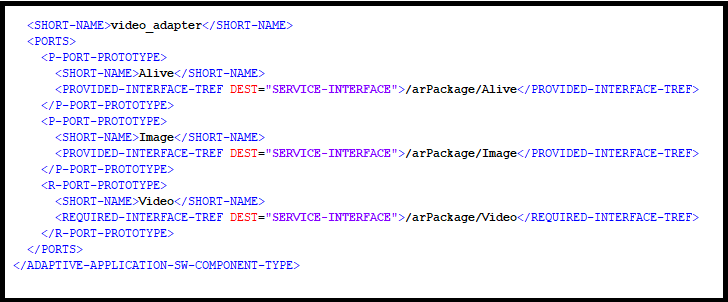 <SHORT-NAME>video_adapter</SHORT-NAME>
<PORTS>
<P-PORT-PROTOTYPE>
<SHORT-NAME>Alive</SHORT-NAME>
<PROVIDED-INTERFACE-TREF DEST="SERVICE-INTERFACE">/arPackage/Alive</PROVIDED-INTERFACE-TREF>
</P-PORT-PROTOTYPE>
<P-PORT-PROTOTYPE>
<SHORT-NAME>Image</SHORT-NAME>
<PROVIDED-INTERFACE-TREF DEST="SERVICE-INTERFACE">/arPackage/Image</PROVIDED-INTERFACE-TREF>
</P-PORT-PROTOTYPE>
<R-PORT-PROTOTYPE>
<SHORT-NAME>Video</SHORT-NAME>
<REQUIRED-INTERFACE-TREF DEST="SERVICE-INTERFACE">/arPackage/Video</REQUIRED-INTERFACE-TREF>
</R-PORT-PROTOTYPE>
</PORTS>
</ADAPTIVE-APPLICATION-SW-COMPONENT-TYPE>